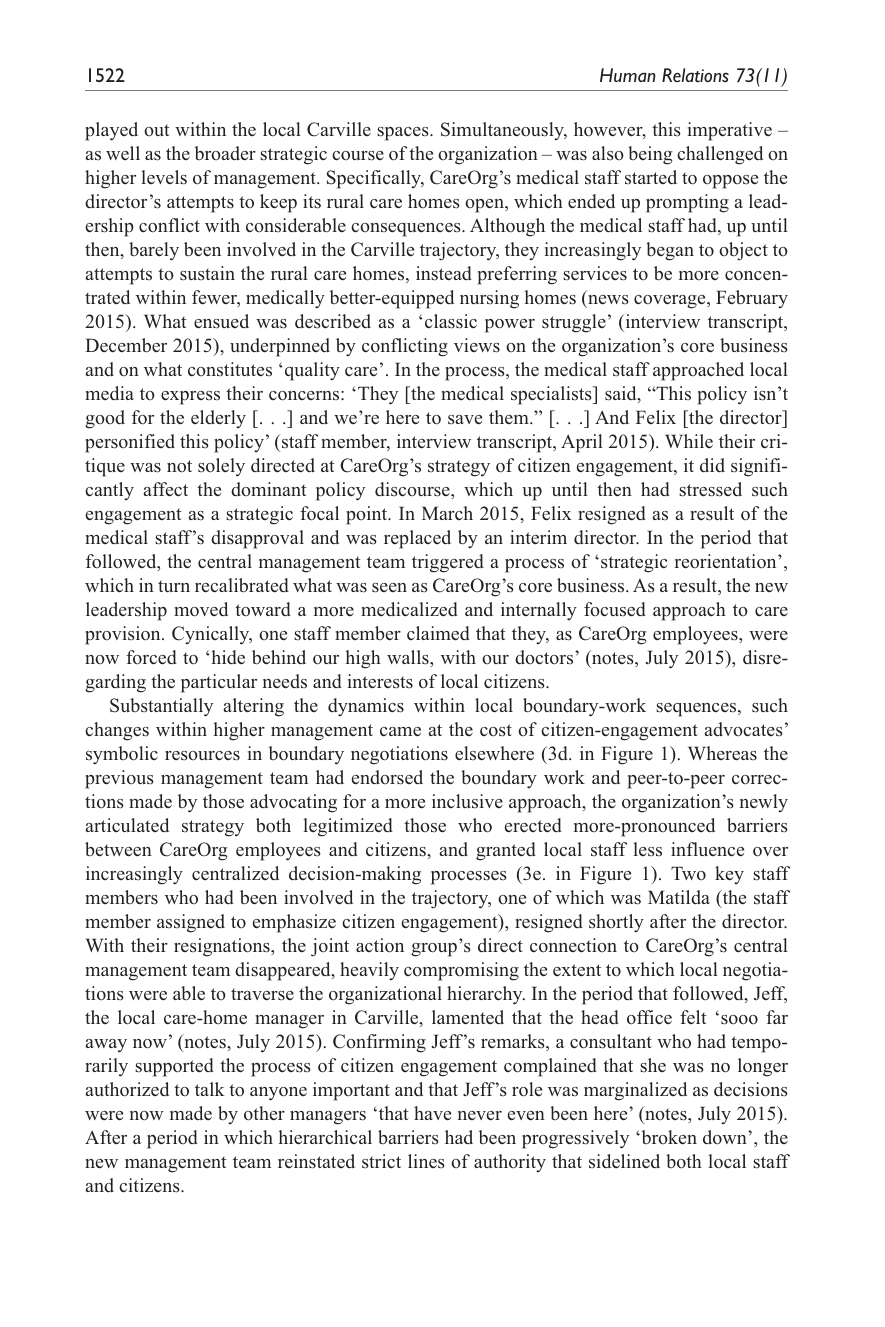 1522
Human Relations 73(11)
played out within the local Carville spaces. Simultaneously, however, this imperative –
as well as the broader strategic course of the organization – was also being challenged on
higher levels of management. Specifically, CareOrg’s medical staff started to oppose the
director’s attempts to keep its rural care homes open, which ended up prompting a lead-
ership conflict with considerable consequences. Although the medical staff had, up until
then, barely been involved in the Carville trajectory, they increasingly began to object to
attempts to sustain the rural care homes, instead preferring services to be more concen-
trated within fewer, medically better-equipped nursing homes (news coverage, February
2015). What ensued was described as a ‘classic power struggle’ (interview transcript,
December 2015), underpinned by conflicting views on the organization’s core business
and on what constitutes ‘quality care’. In the process, the medical staff approached local
media to express their concerns: ‘They [the medical specialists] said, “This policy isn’t
good for the elderly [. . .] and we’re here to save them.” [. . .] And Felix [the director]
personified this policy’ (staff member, interview transcript, April 2015). While their cri-
tique was not solely directed at CareOrg’s strategy of citizen engagement, it did signifi-
cantly affect the dominant policy discourse, which up until then had stressed such
engagement as a strategic focal point. In March 2015, Felix resigned as a result of the
medical staff’s disapproval and was replaced by an interim director. In the period that
followed, the central management team triggered a process of ‘strategic reorientation’,
which in turn recalibrated what was seen as CareOrg’s core business. As a result, the new
leadership moved toward a more medicalized and internally focused approach to care
provision. Cynically, one staff member claimed that they, as CareOrg employees, were
now forced to ‘hide behind our high walls, with our doctors’ (notes, July 2015), disre-
garding the particular needs and interests of local citizens.
Substantially altering the dynamics within local boundary-work sequences, such
changes within higher management came at the cost of citizen-engagement advocates’
symbolic resources in boundary negotiations elsewhere (3d. in Figure 1). Whereas the
previous management team had endorsed the boundary work and peer-to-peer correc-
tions made by those advocating for a more inclusive approach, the organization’s newly
articulated strategy both legitimized those who erected more-pronounced barriers
between CareOrg employees and citizens, and granted local staff less influence over
increasingly centralized decision-making processes (3e. in Figure 1). Two key staff
members who had been involved in the trajectory, one of which was Matilda (the staff
member assigned to emphasize citizen engagement), resigned shortly after the director.
With their resignations, the joint action group’s direct connection to CareOrg’s central
management team disappeared, heavily compromising the extent to which local negotia-
tions were able to traverse the organizational hierarchy. In the period that followed, Jeff,
the local care-home manager in Carville, lamented that the head office felt ‘sooo far
away now’ (notes, July 2015). Confirming Jeff’s remarks, a consultant who had tempo-
rarily supported the process of citizen engagement complained that she was no longer
authorized to talk to anyone important and that Jeff’s role was marginalized as decisions
were now made by other managers ‘that have never even been here’ (notes, July 2015).
After a period in which hierarchical barriers had been progressively ‘broken down’, the
new management team reinstated strict lines of authority that sidelined both local staff
and citizens.